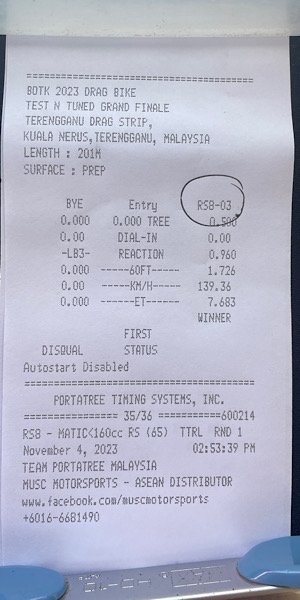 ================================================
BDTK 2023 DRAG BIKE
TEST N TUNED GRAND FINALE
TERENGGANU DRAG STRIP,
KUALA NERUS,TERENGGANU, MALAYSIA
LENGTH : 201M
SURFACE : PREP
BYE Entry RS8-03
0.000 0.000 TREE 0.500
0.00 DIAL-IN 0.00
-LB3- REACTION 0.960
0.000 ------60FT------ 1.726
0.00 ------KM/H------ 139.36
0.000 -------ET------- 7.683
WINNER
FIRST
DISQUAL STATUS
Autostart Disabled
================================================
PORTATREE TIMING SYSTEMS, INC.
================ 35/36 ===========600214
RS8 - MATIC<160cc RS (65) TTRL RND 1
November 4, 2023 02:53:39 PM
TEAM PORTATREE MALAYSIA
MUSC MOTORSPORTS - ASEAN DISTRIBUTOR
www.facebook.com/muscmotorsports
+6016-6681490